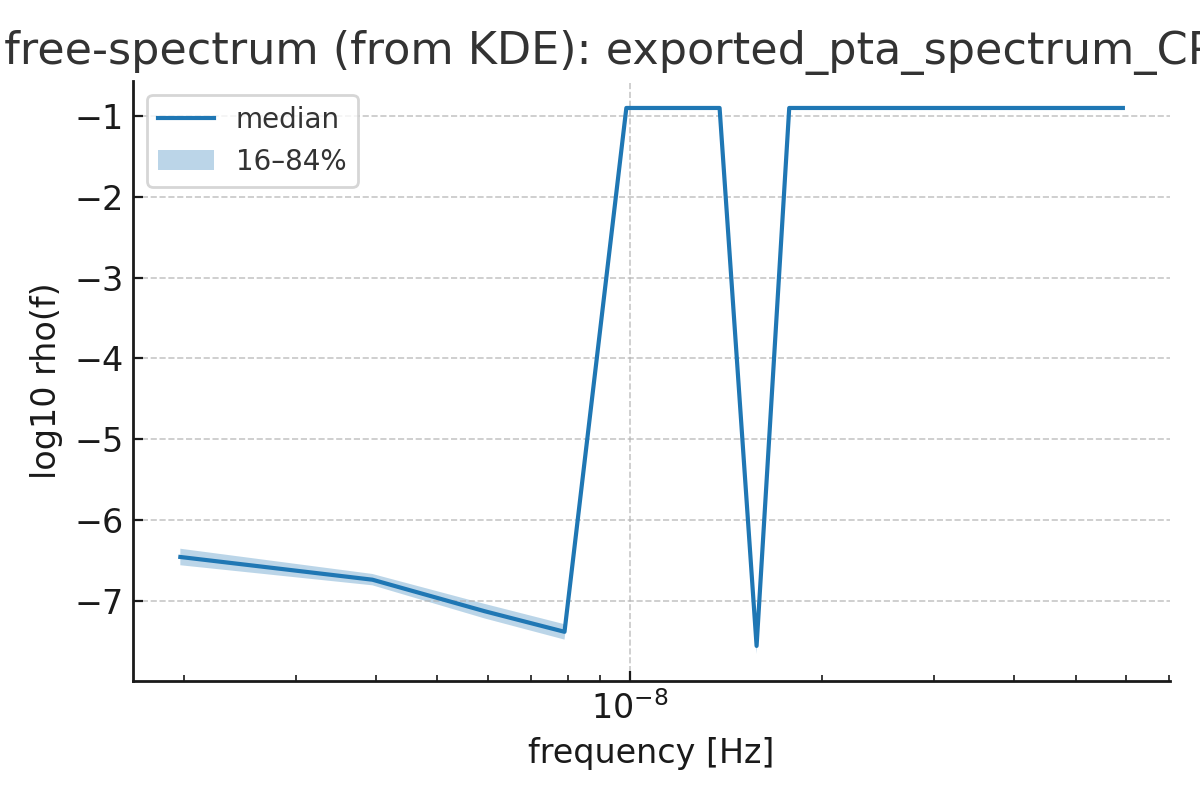 free-spectrum (from KDE): exported_pta_spectrum_CP
median
16–84%
−1
−2
−3
−4
−5
−6
−7
log10 rho(f)
10⁻⁸
frequency [Hz]